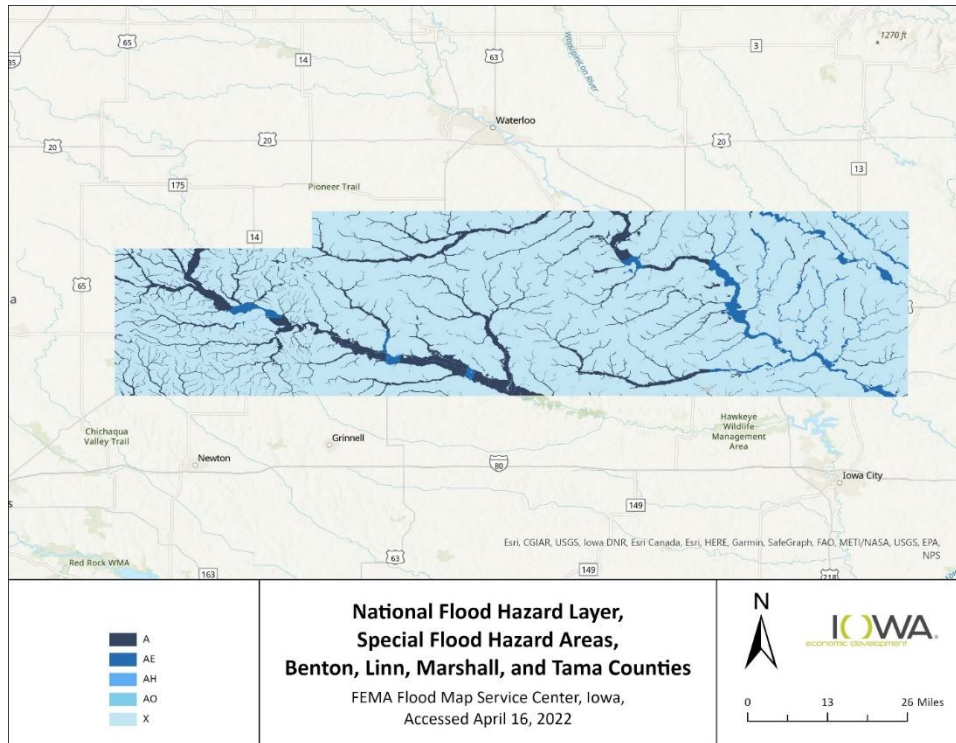 65
63
3
1270 ft
35
14
Wapsipinicon River
Waterloo
20
20
20
175
Pioneer Trail
13
14
65
a
Chichaqua
Valley Trail
Grinnell
Newton
80
Hawkeye
Wildlife
Management
Area
Iowa City
149
s
Esri, CGIAR, USGS, Iowa DNR, Esri Canada, Esri, HERE, Garmin, SafeGraph, FAO, METI/NASA, USGS, EPA,
NPS
Red Rock WMA
63
163
149
218
A
AE
AH
AO
X
National Flood Hazard Layer,
Special Flood Hazard Areas,
Benton, Linn, Marshall, and Tama Counties
FEMA Flood Map Service Center, Iowa,
Accessed April 16, 2022
N
IOWA
economic development
0 13 26 Miles